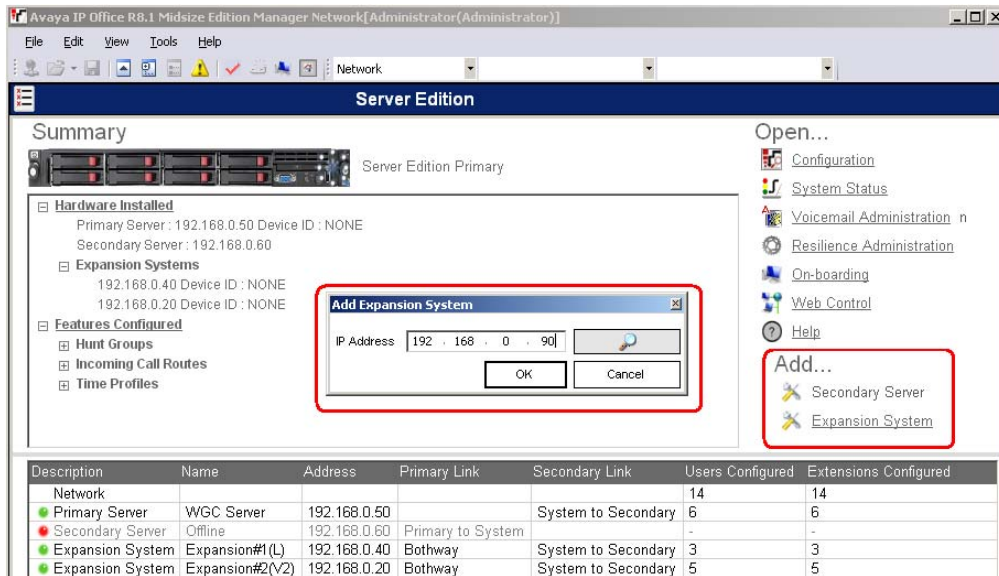 Avaya IP Office R8.1 Midsize Edition Manager Network[Administrator(Administrator)]
File Edit View Tools Help
Network
Server Edition
Summary
Server Edition Primary
Hardware Installed
Primary Server : 192.168.0.50 Device ID : NONE
Secondary Server : 192.168.0.60
Expansion Systems
192.168.0.40 Device ID : NONE
192.168.0.20 Device ID : NONE
Features Configured
Hunt Groups
Incoming Call Routes
Time Profiles
Add Expansion System
IP Address 192 . 168 . 0 . 90
OK Cancel
Open...
Configuration
System Status
Voicemail Administration n
Resilience Administration
On-boarding
Web Control
Help
Add...
Secondary Server
Expansion System
Description Name Address Primary Link Secondary Link Users Configured Extensions Configured
Network 14 14
Primary Server WGC Server 192.168.0.50 System to Secondary 6 6
Secondary Server Offline 192.168.0.60 Primary to System - -
Expansion System Expansion#1(L) 192.168.0.40 Bothway System to Secondary 3 3
Expansion System Expansion#2(V2) 192.168.0.20 Bothway System to Secondary 5 5